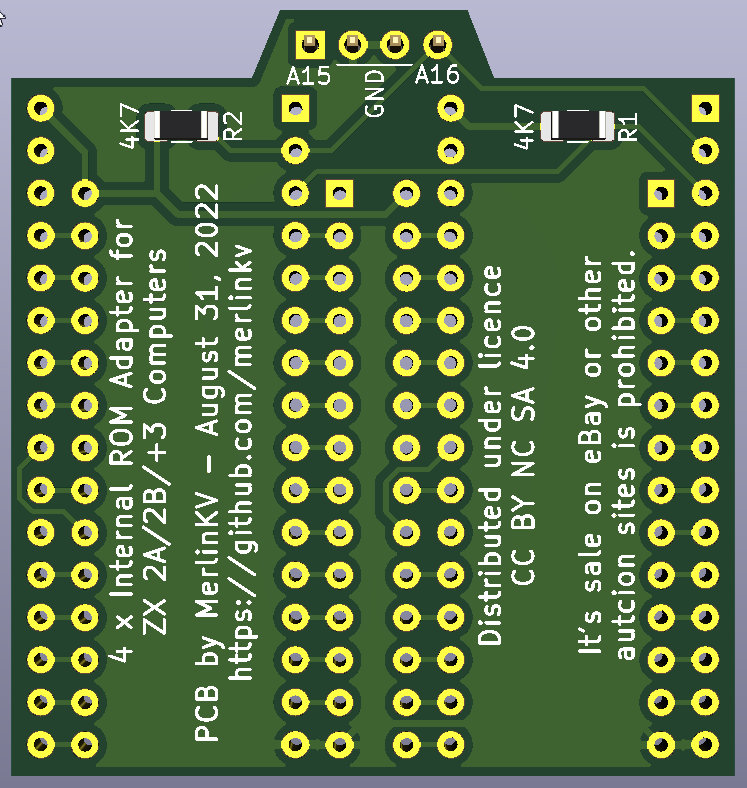 A15
GND
A16
4K7
R2
4K7
R1
4 x Internal ROM Adapter for
ZX 2A/2B/+3 Computers
PCB by MerlinKV - August 31, 2022
https://github.com/merlinkv
Distributed under licence
CC BY NC SA 4.0
It's sale on eBay or other
autcion sites is prohibited.